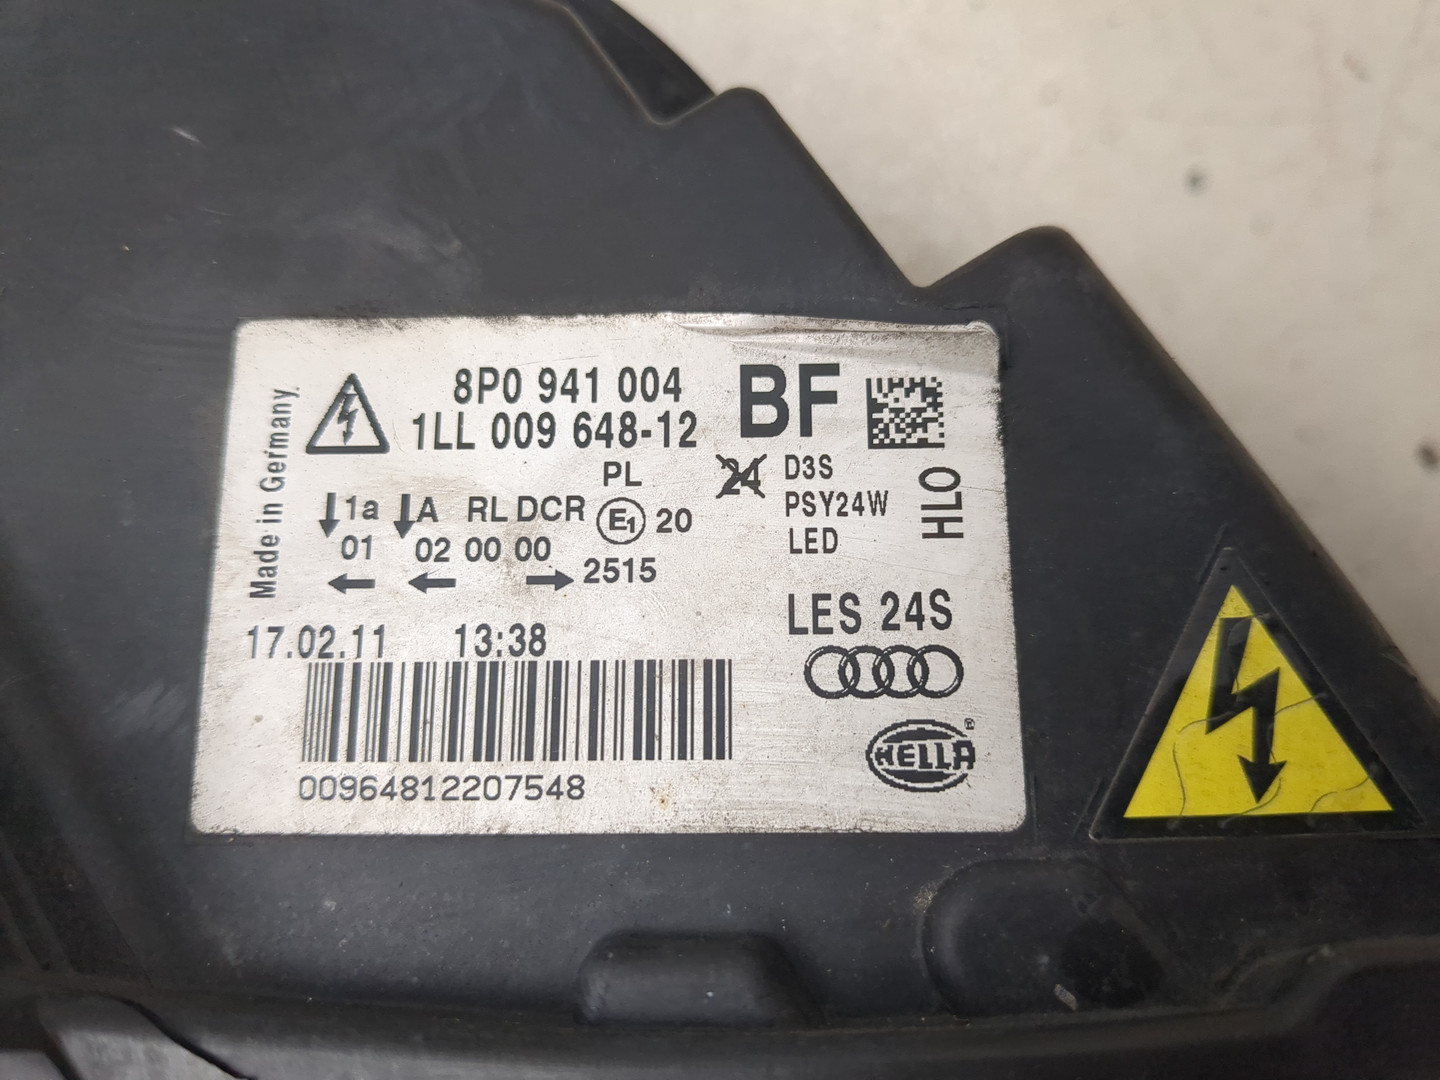 8P0 941 004
1LL 009 648-12
BF
Made in Germany
PL
24
D3S
PSY24W
LED
HLO
1a A RL DCR E1 20
01 02 00 00
2515
LES 24S
17.02.11 13:38
00964812207548
HELLA®